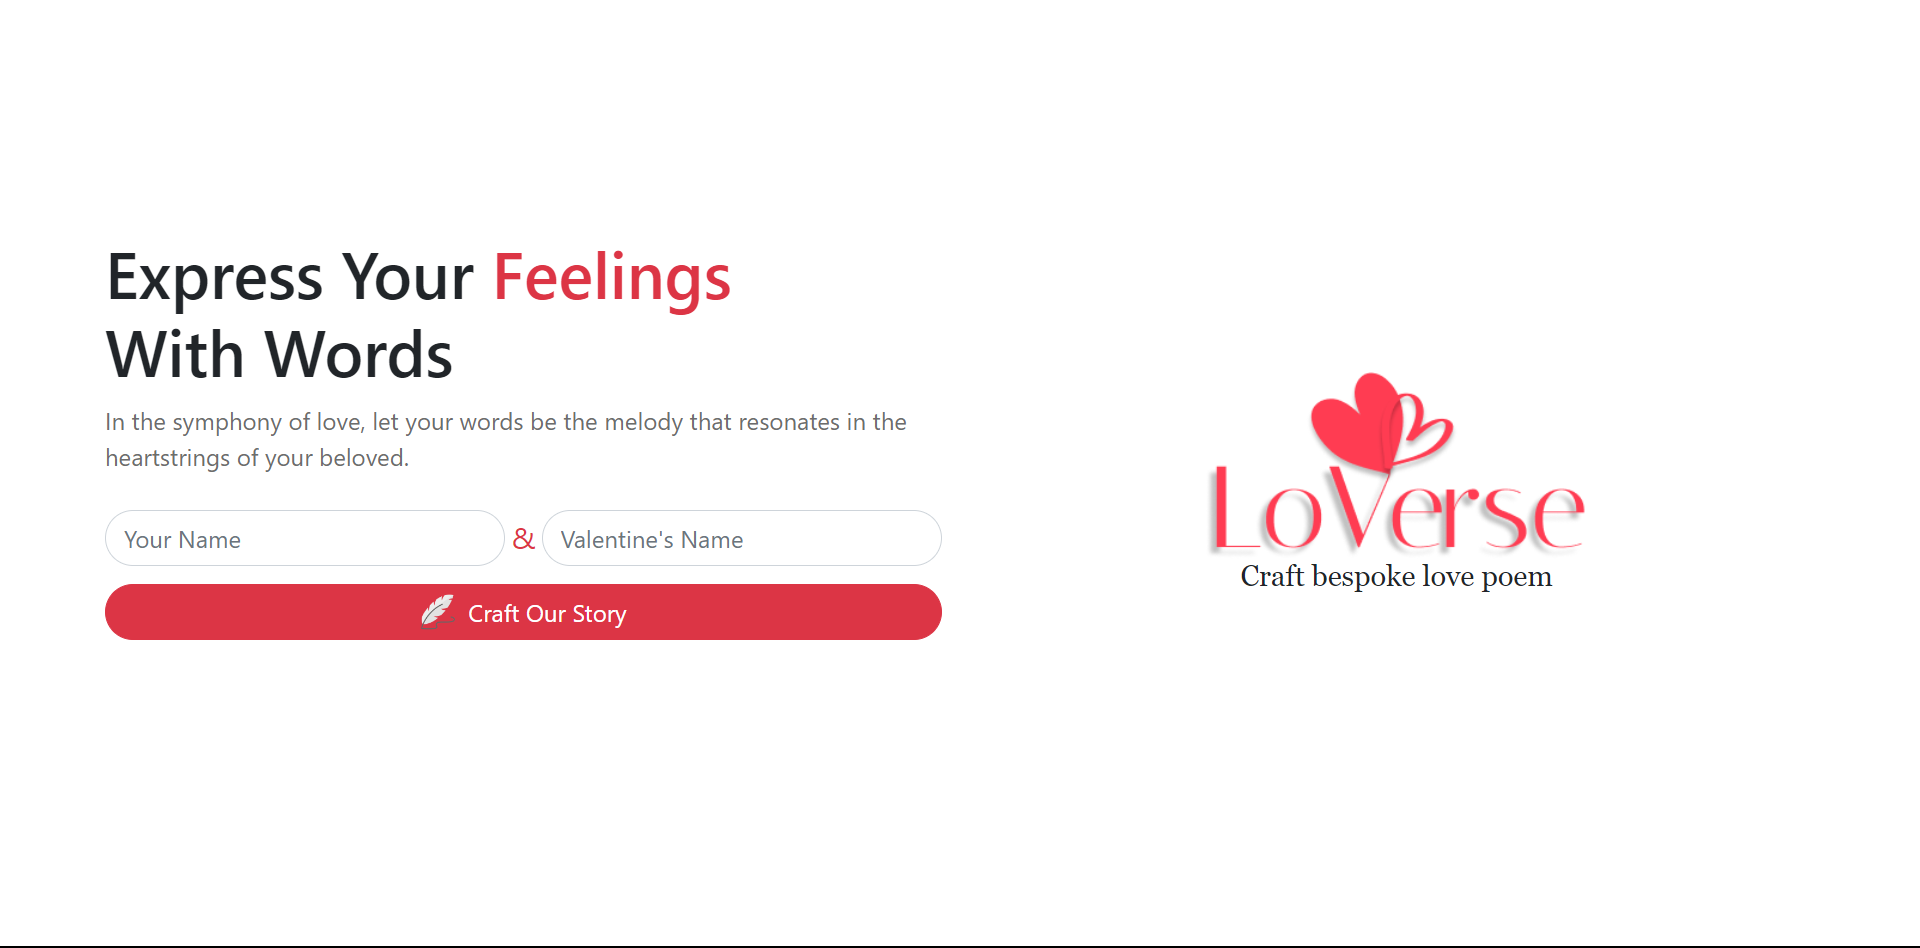 Express Your Feelings
With Words
In the symphony of love, let your words be the melody that resonates in the
heartstrings of your beloved.
Your Name & Valentine's Name
Craft Our Story
LoVerse
Craft bespoke love poem